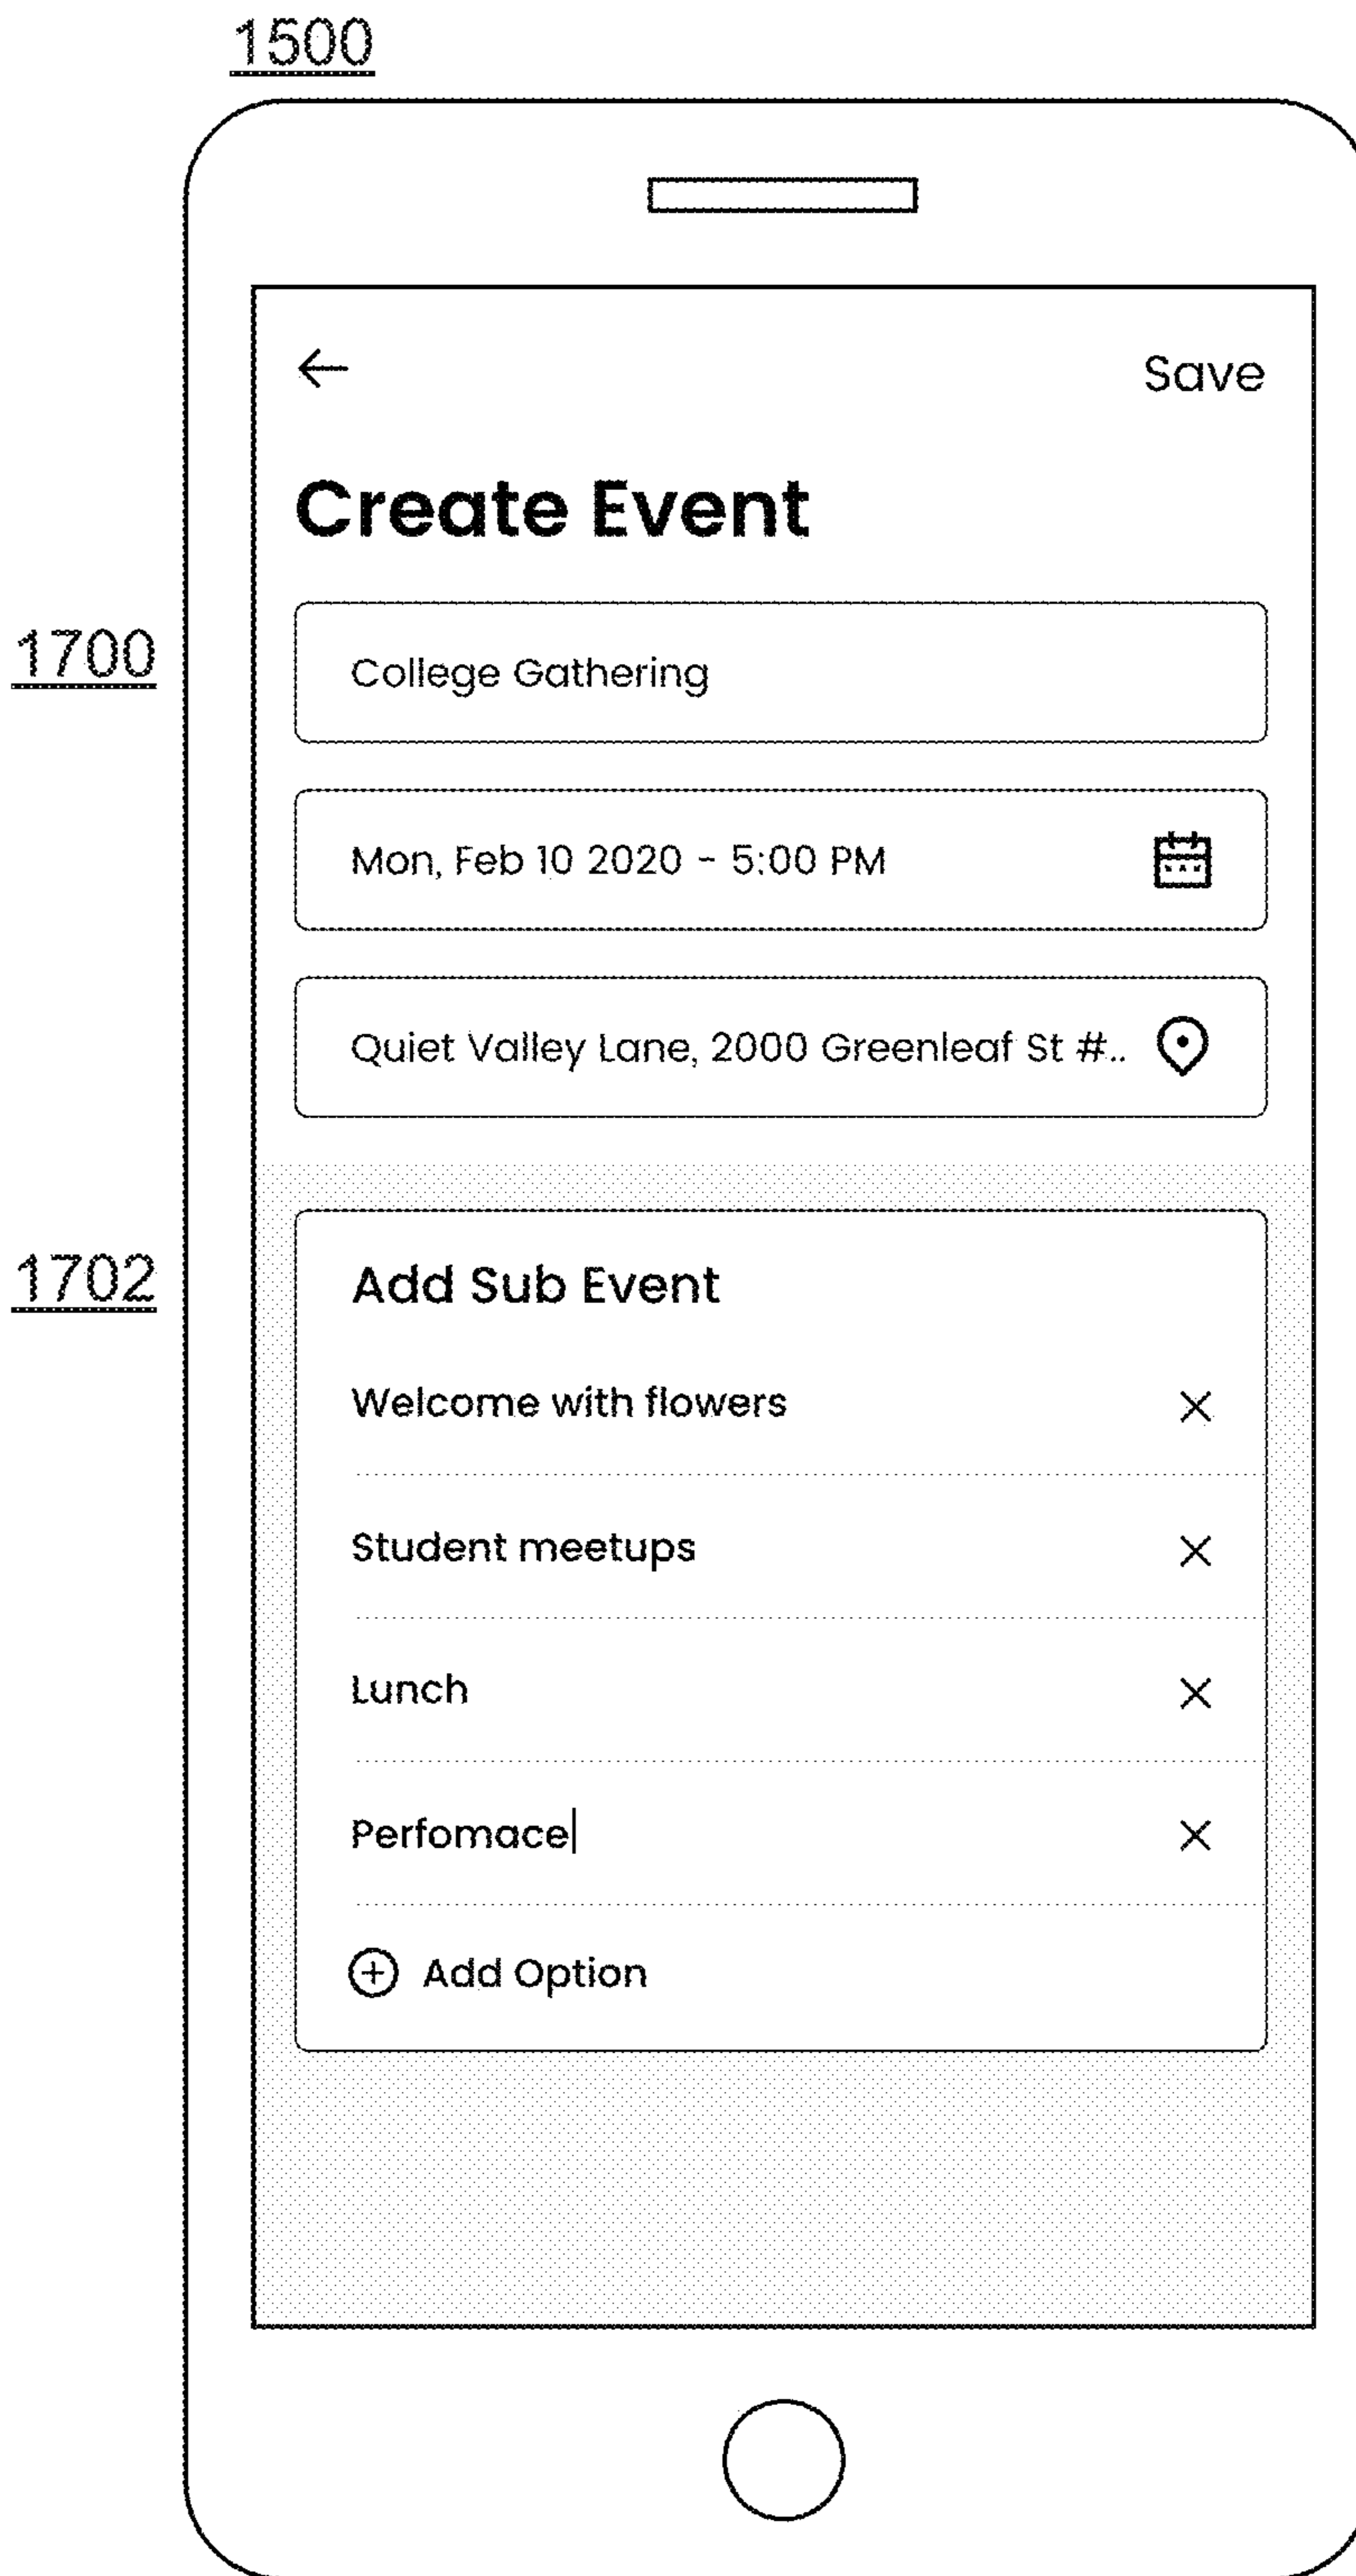 1500
Save
Create Event
1700
College Gathering
Mon, Feb 10 2020 - 5:00 PM
Quiet Valley Lane, 2000 Greenleaf St #..
1702
Add Sub Event
Welcome with flowers
Student meetups
Lunch
Perfomace
Add Option